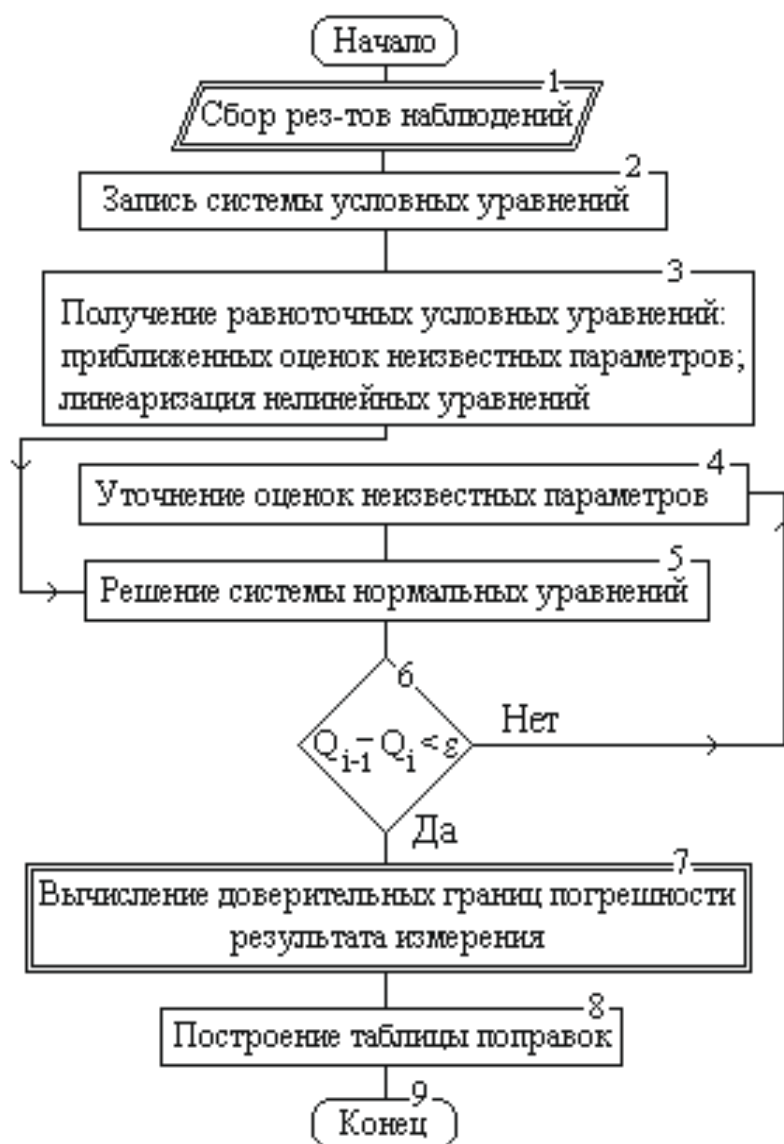 Начало
1
Сбор рез-тов наблюдений
2
Запись системы условных уравнений
3
Получение равноточных условных уравнений:
приближенных оценок неизвестных параметров;
линеаризация нелинейных уравнений
4
Уточнение оценок неизвестных параметров
5
Решение системы нормальных уравнений
6
Qi-1 − Qi < ε
Нет
Да
7
Вычисление доверительных границ погрешности
результата измерения
8
Построение таблицы поправок
9
Конец